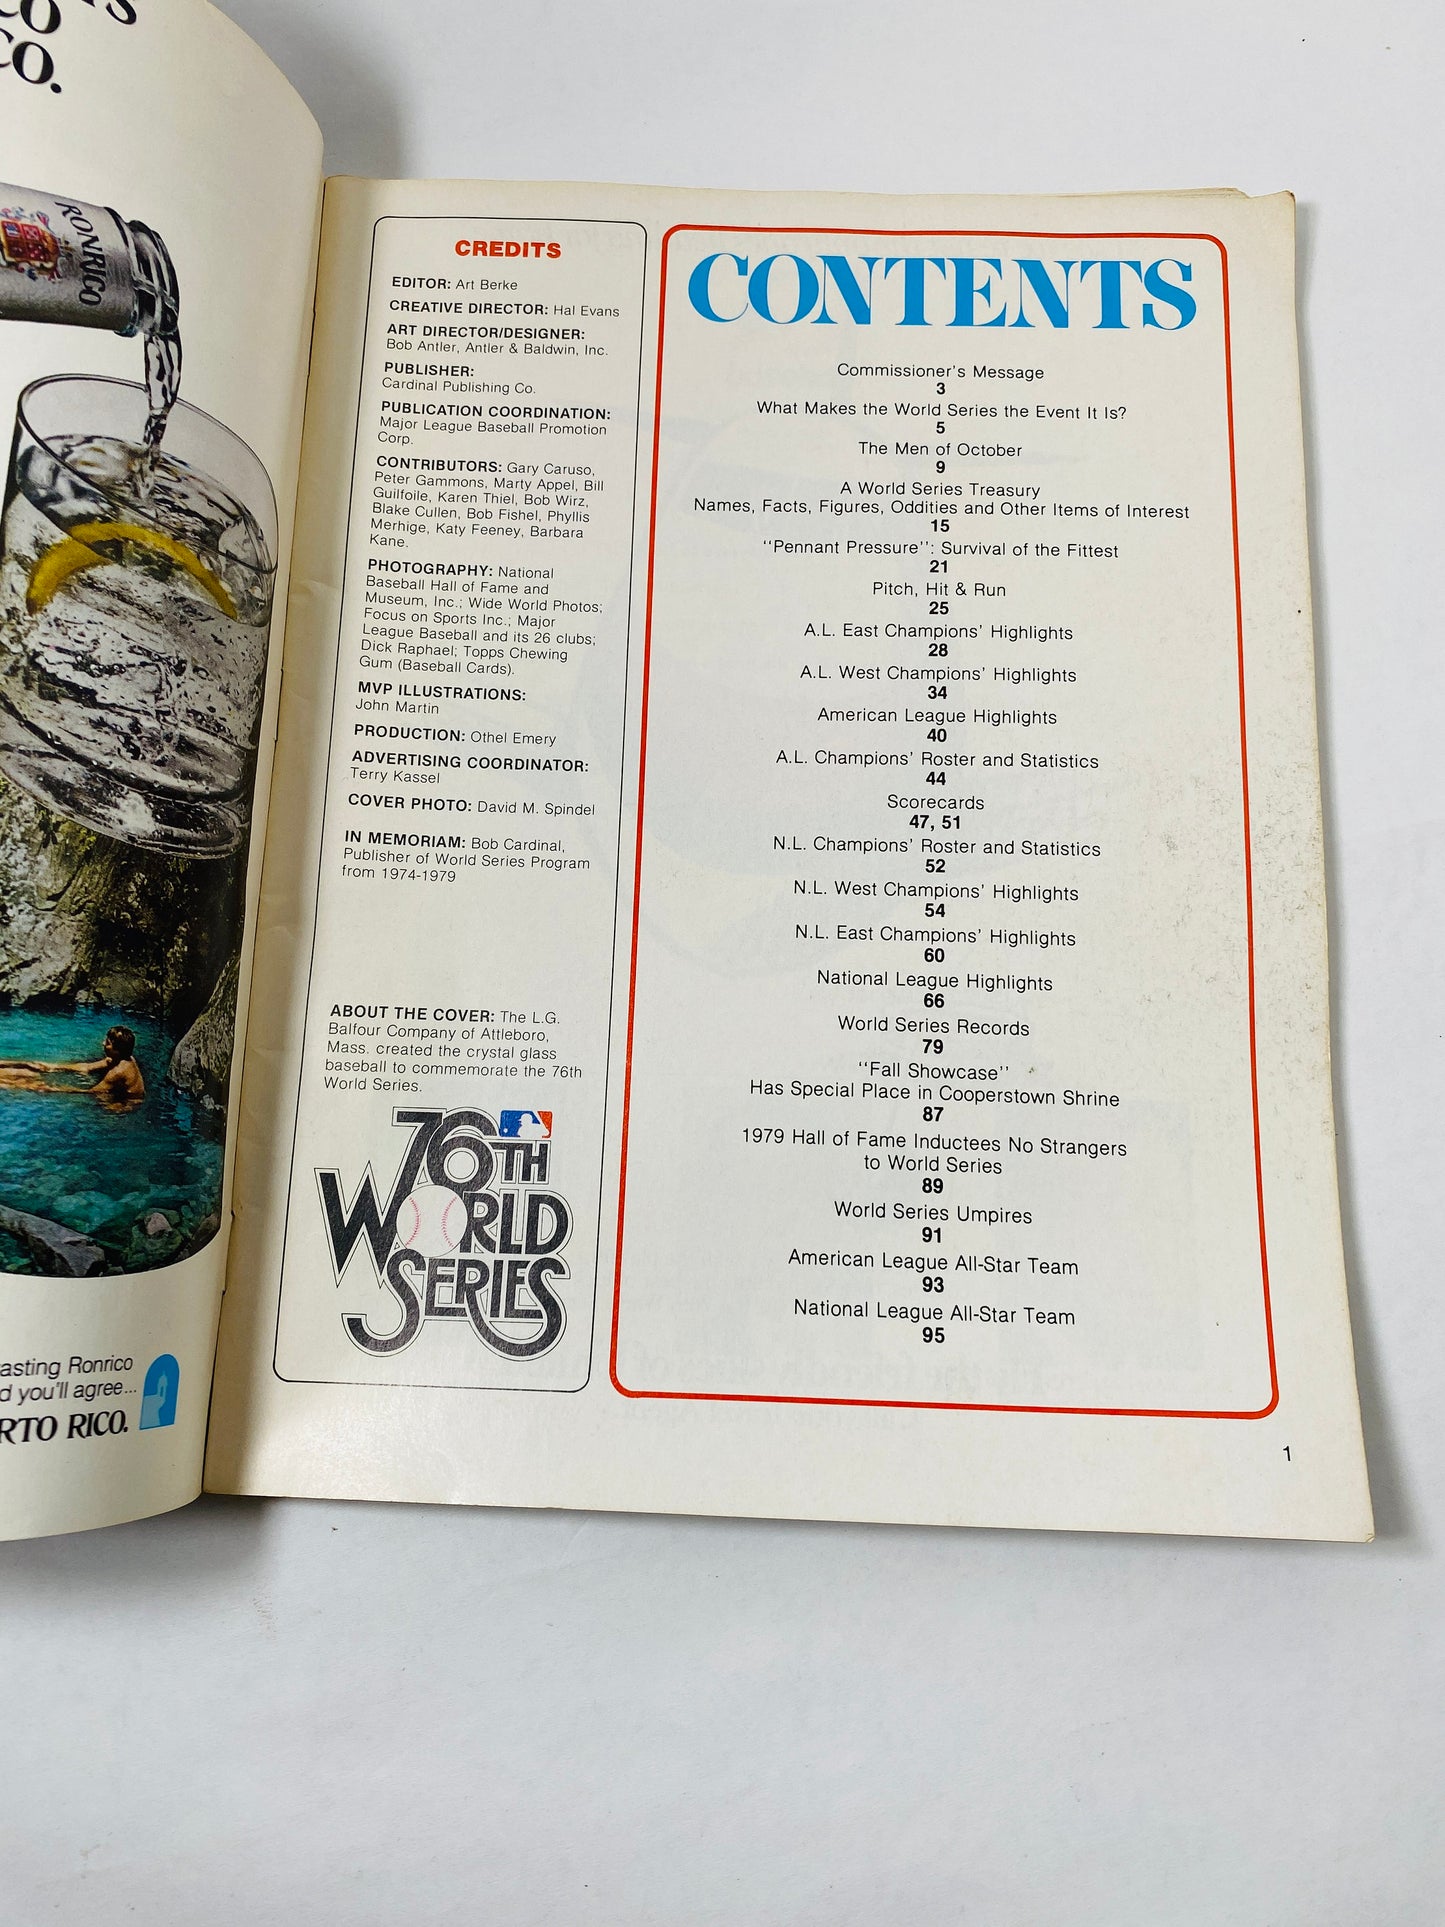 CO.
RONRICO
asting Ronrico
d you'll agree...
RTO RICO.
CREDITS
EDITOR: Art Berke
CREATIVE DIRECTOR: Hal Evans
ART DIRECTOR/DESIGNER:
Bob Antler, Antler & Baldwin, Inc.
PUBLISHER:
Cardinal Publishing Co.
PUBLICATION COORDINATION:
Major League Baseball Promotion
Corp.
CONTRIBUTORS: Gary Caruso,
Peter Gammons, Marty Appel, Bill
Guilfoile, Karen Thiel, Bob Wirz,
Blake Cullen, Bob Fishel, Phyllis
Merhige, Katy Feeney, Barbara
Kane.
PHOTOGRAPHY: National
Baseball Hall of Fame and
Museum, Inc.; Wide World Photos;
Focus on Sports Inc.; Major
League Baseball and its 26 clubs;
Dick Raphael; Topps Chewing
Gum (Baseball Cards).
MVP ILLUSTRATIONS:
John Martin
PRODUCTION: Othel Emery
ADVERTISING COORDINATOR:
Terry Kassel
COVER PHOTO: David M. Spindel
IN MEMORIAM: Bob Cardinal,
Publisher of World Series Program
from 1974-1979
ABOUT THE COVER: The L.G.
Balfour Company of Attleboro,
Mass. created the crystal glass
baseball to commemorate the 76th
World Series.
76TH
WORLD
SERIES
CONTENTS
Commissioner's Message
3
What Makes the World Series the Event It Is?
5
The Men of October
9
A World Series Treasury
Names, Facts, Figures, Oddities and Other Items of Interest
15
"Pennant Pressure": Survival of the Fittest
21
Pitch, Hit & Run
25
A.L. East Champions' Highlights
28
A.L. West Champions' Highlights
34
American League Highlights
40
A.L. Champions' Roster and Statistics
44
Scorecards
47, 51
N.L. Champions' Roster and Statistics
52
N.L. West Champions' Highlights
54
N.L. East Champions' Highlights
60
National League Highlights
66
World Series Records
79
"Fall Showcase"
Has Special Place in Cooperstown Shrine
87
1979 Hall of Fame Inductees No Strangers
to World Series
89
World Series Umpires
91
American League All-Star Team
93
National League All-Star Team
95
1